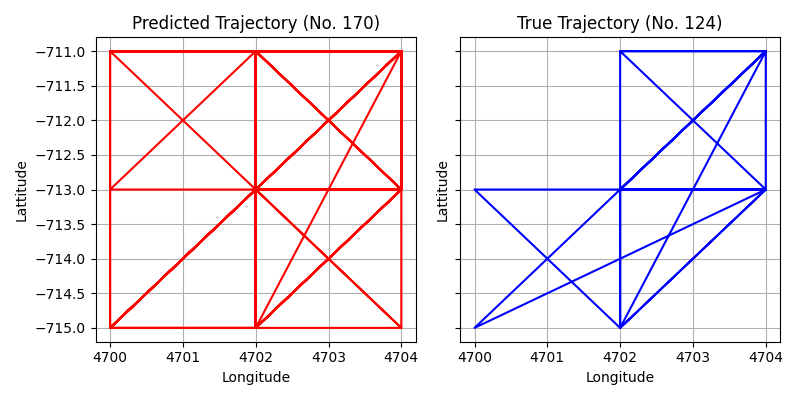 Predicted Trajectory (No. 170)
True Trajectory (No. 124)
−711.0
−711.5
−712.0
−712.5
−713.0
−713.5
−714.0
−714.5
−715.0
Lattitude
Lattitude
4700 4701 4702 4703 4704
4700 4701 4702 4703 4704
Longitude
Longitude